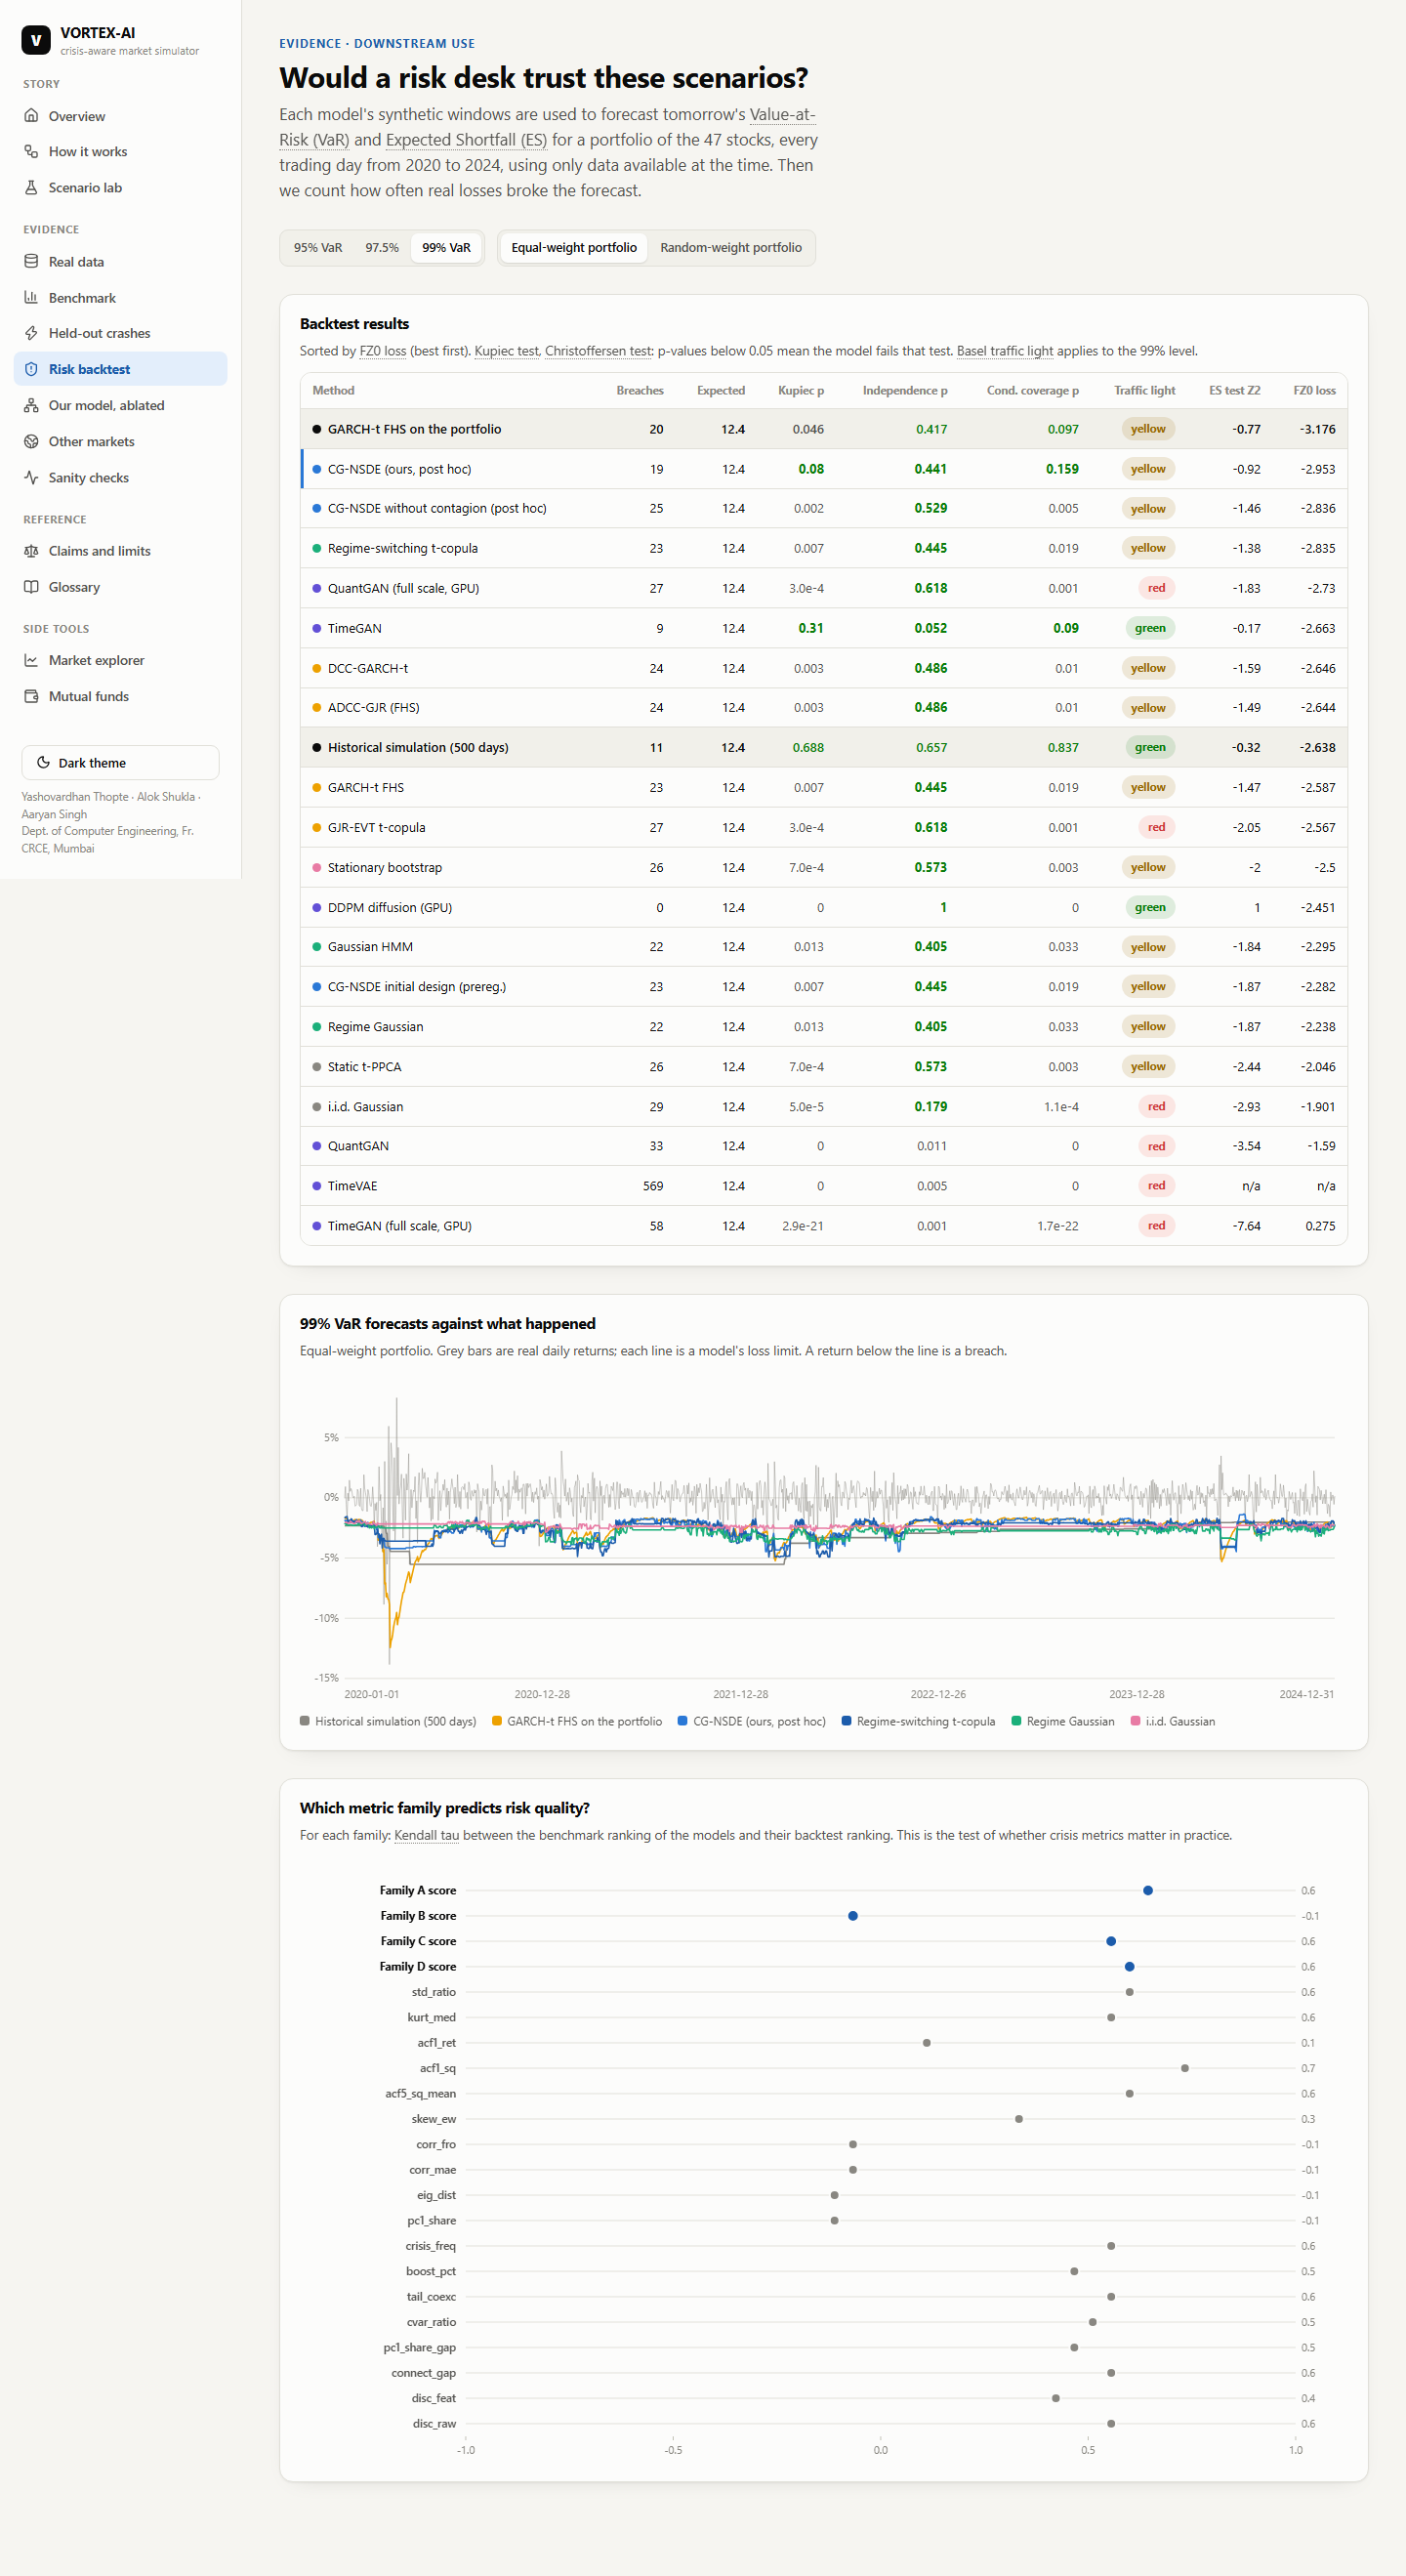 V
VORTEX-AI
crisis-aware market simulator
STORY
Overview
How it works
Scenario lab
EVIDENCE
Real data
Benchmark
Held-out crashes
Risk backtest
Our model, ablated
Other markets
Sanity checks
REFERENCE
Claims and limits
Glossary
SIDE TOOLS
Market explorer
Mutual funds
Dark theme
Yashovardhan Thopte · Alok Shukla ·
Aaryan Singh
Dept. of Computer Engineering, Fr.
CRCE, Mumbai
EVIDENCE · DOWNSTREAM USE
Would a risk desk trust these scenarios?
Each model's synthetic windows are used to forecast tomorrow's Value-at-
Risk (VaR) and Expected Shortfall (ES) for a portfolio of the 47 stocks, every
trading day from 2020 to 2024, using only data available at the time. Then
we count how often real losses broke the forecast.
95% VaR 97.5% 99% VaR Equal-weight portfolio Random-weight portfolio
Backtest results
Sorted by FZ0 loss (best first). Kupiec test, Christoffersen test: p-values below 0.05 mean the model fails that test. Basel traffic light applies to the 99% level.
Method Breaches Expected Kupiec p Independence p Cond. coverage p Traffic light ES test Z2 FZ0 loss
GARCH-t FHS on the portfolio 20 12.4 0.046 0.417 0.097 yellow -0.77 -3.176
CG-NSDE (ours, post hoc) 19 12.4 0.08 0.441 0.159 yellow -0.92 -2.953
CG-NSDE without contagion (post hoc) 25 12.4 0.002 0.529 0.005 yellow -1.46 -2.836
Regime-switching t-copula 23 12.4 0.007 0.445 0.019 yellow -1.38 -2.835
QuantGAN (full scale, GPU) 27 12.4 3.0e-4 0.618 0.001 red -1.83 -2.73
TimeGAN 9 12.4 0.31 0.052 0.09 green -0.17 -2.663
DCC-GARCH-t 24 12.4 0.003 0.486 0.01 yellow -1.59 -2.646
ADCC-GJR (FHS) 24 12.4 0.003 0.486 0.01 yellow -1.49 -2.644
Historical simulation (500 days) 11 12.4 0.688 0.657 0.837 green -0.32 -2.638
GARCH-t FHS 23 12.4 0.007 0.445 0.019 yellow -1.47 -2.587
GJR-EVT t-copula 27 12.4 3.0e-4 0.618 0.001 red -2.05 -2.567
Stationary bootstrap 26 12.4 7.0e-4 0.573 0.003 yellow -2 -2.5
DDPM diffusion (GPU) 0 12.4 0 1 0 green 1 -2.451
Gaussian HMM 22 12.4 0.013 0.405 0.033 yellow -1.84 -2.295
CG-NSDE initial design (prereg.) 23 12.4 0.007 0.445 0.019 yellow -1.87 -2.282
Regime Gaussian 22 12.4 0.013 0.405 0.033 yellow -1.87 -2.238
Static t-PPCA 26 12.4 7.0e-4 0.573 0.003 yellow -2.44 -2.046
i.i.d. Gaussian 29 12.4 5.0e-5 0.179 1.1e-4 red -2.93 -1.901
QuantGAN 33 12.4 0 0.011 0 red -3.54 -1.59
TimeVAE 569 12.4 0 0.005 0 red n/a n/a
TimeGAN (full scale, GPU) 58 12.4 2.9e-21 0.001 1.7e-22 red -7.64 0.275
99% VaR forecasts against what happened
Equal-weight portfolio. Grey bars are real daily returns; each line is a model's loss limit. A return below the line is a breach.
5%
0%
-5%
-10%
-15%
2020-01-01 2020-12-28 2021-12-28 2022-12-26 2023-12-28 2024-12-31
Historical simulation (500 days) GARCH-t FHS on the portfolio CG-NSDE (ours, post hoc) Regime-switching t-copula Regime Gaussian i.i.d. Gaussian
Which metric family predicts risk quality?
For each family: Kendall tau between the benchmark ranking of the models and their backtest ranking. This is the test of whether crisis metrics matter in practice.
Family A score 0.6
Family B score -0.1
Family C score 0.6
Family D score 0.6
std_ratio 0.6
kurt_med 0.6
acf1_ret 0.1
acf1_sq 0.7
acf5_sq_mean 0.6
skew_ew 0.3
corr_fro -0.1
corr_mae -0.1
eig_dist -0.1
pc1_share -0.1
crisis_freq 0.6
boost_pct 0.5
tail_coexc 0.6
cvar_ratio 0.5
pc1_share_gap 0.5
connect_gap 0.6
disc_feat 0.4
disc_raw 0.6
-1.0 -0.5 0.0 0.5 1.0